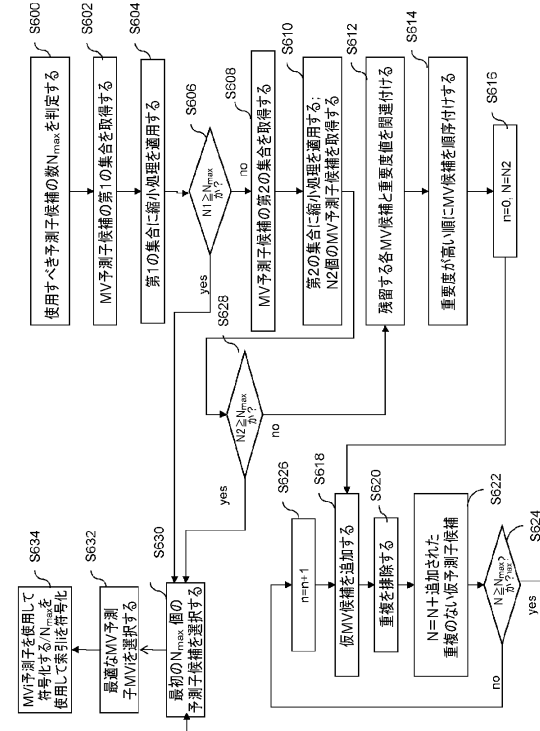 S600
使用すべき予測子候補の数Nmaxを判定する
S602
MV予測子候補の第1の集合を取得する
S604
第1の集合に縮小処理を適用する
S606
N1≧Nmax
か?
yes
no
S608
MV予測子候補の第2の集合を取得する
S610
第2の集合に縮小処理を適用する;
N2個のMV予測子候補を取得する
S628
N2≧Nmax
か?
yes
no
S612
残留する各MV候補と重要度値を関連付ける
S614
重要度が高い順にMV候補を順序付けする
S616
n=0, N=N2
S626
n=n+1
S618
仮MV候補を追加する
S620
重複を排除する
S622
N=N+追加された
重複のない仮予測子候補
S624
N≧Nmax?
か?
no
yes
S630
最初のNmax 個の
予測子候補を選択する
S632
最適なMV予測
子MViを選択する
S634
MVi予測子を使用して
符号化する/Nmaxを
使用して索引iを符号化